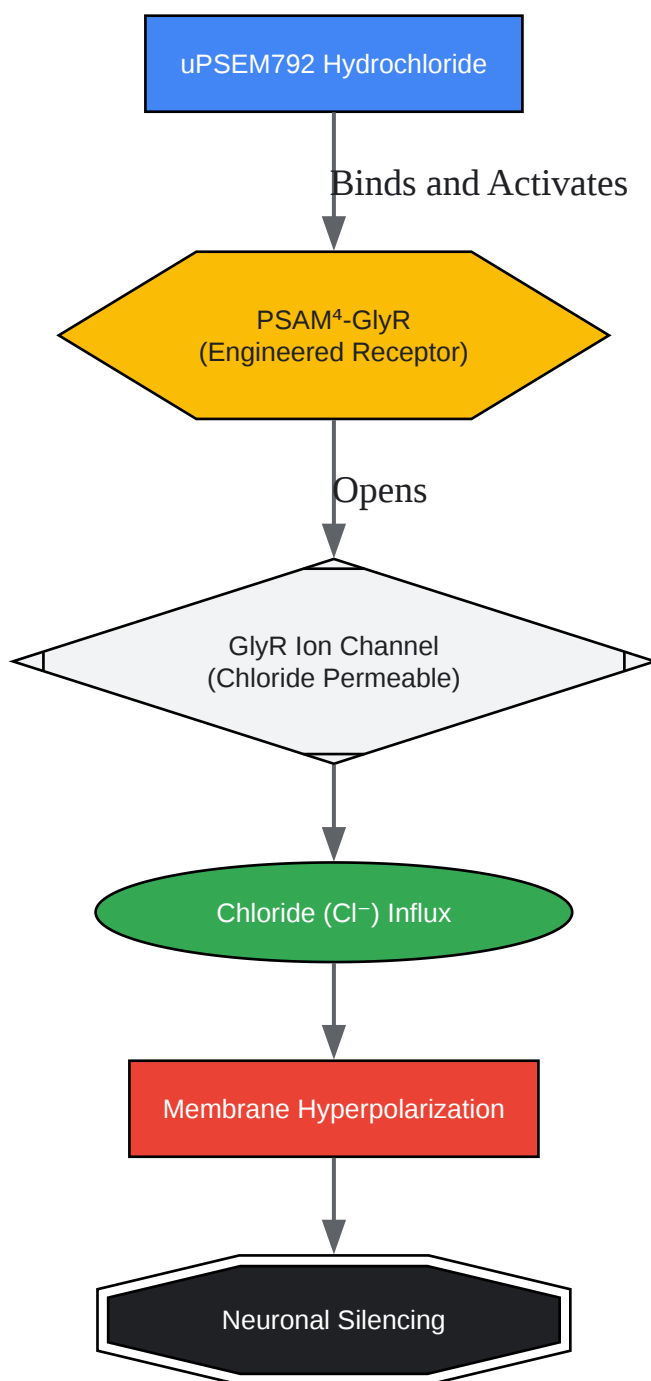 uPSEM792 Hydrochloride
Binds and Activates
PSAM⁴-GlyR
(Engineered Receptor)
Opens
GlyR Ion Channel
(Chloride Permeable)
Chloride (Cl⁻) Influx
Membrane Hyperpolarization
Neuronal Silencing